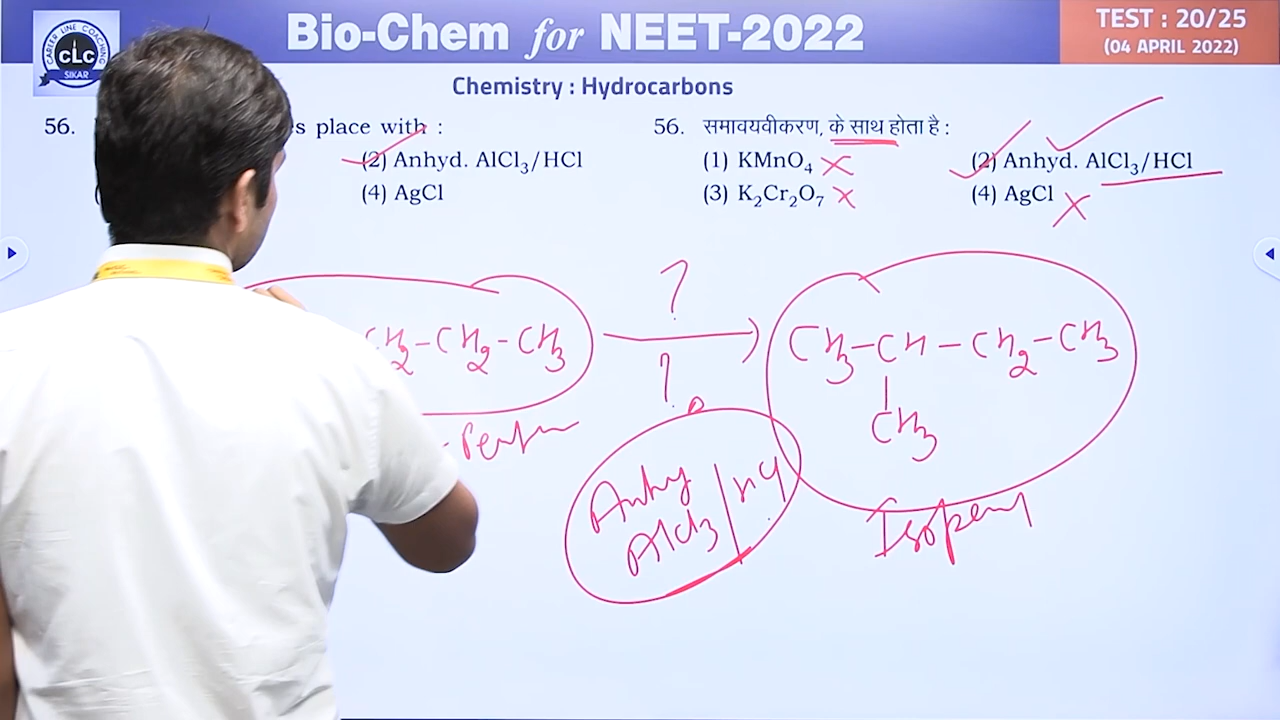 CAREER LINE COACHING
CLC
SIKAR
Bio-Chem for NEET-2022
TEST : 20/25
(04 APRIL 2022)
Chemistry : Hydrocarbons
56. s place with :
(2) Anhyd. AlCl₃/HCl
(4) AgCl
56. समावयवीकरण, के साथ होता है :
(1) KMnO₄
(2) Anhyd. AlCl₃/HCl
(3) K₂Cr₂O₇
(4) AgCl
CH₂-CH₂-CH₃
?
?
CH₃-CH-CH₂-CH₃
CH₃
Anhy
AlCl₃/HCl